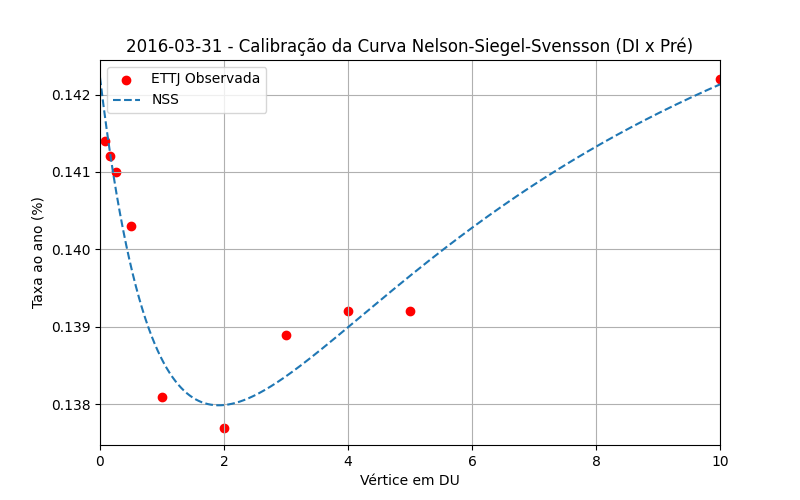 2016-03-31 - Calibração da Curva Nelson-Siegel-Svensson (DI x Pré)
ETTJ Observada
NSS
Taxa ao ano (%)
0.142
0.141
0.140
0.139
0.138
0 2 4 6 8 10
Vértice em DU